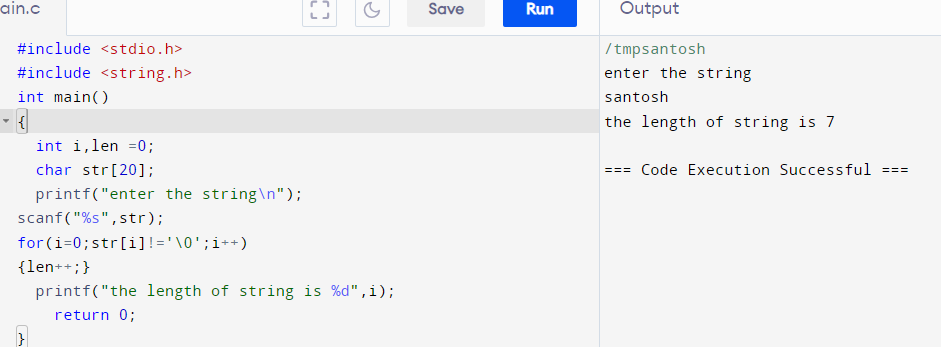 ain.c
Save
Run
Output
#include <stdio.h>
#include <string.h>
int main()
{
int i,len =0;
char str[20];
printf("enter the string\n");
scanf("%s",str);
for(i=0;str[i]!='\0';i++)
{len++;}
printf("the length of string is %d",i);
return 0;
}
/tmpsantosh
enter the string
santosh
the length of string is 7
=== Code Execution Successful ===